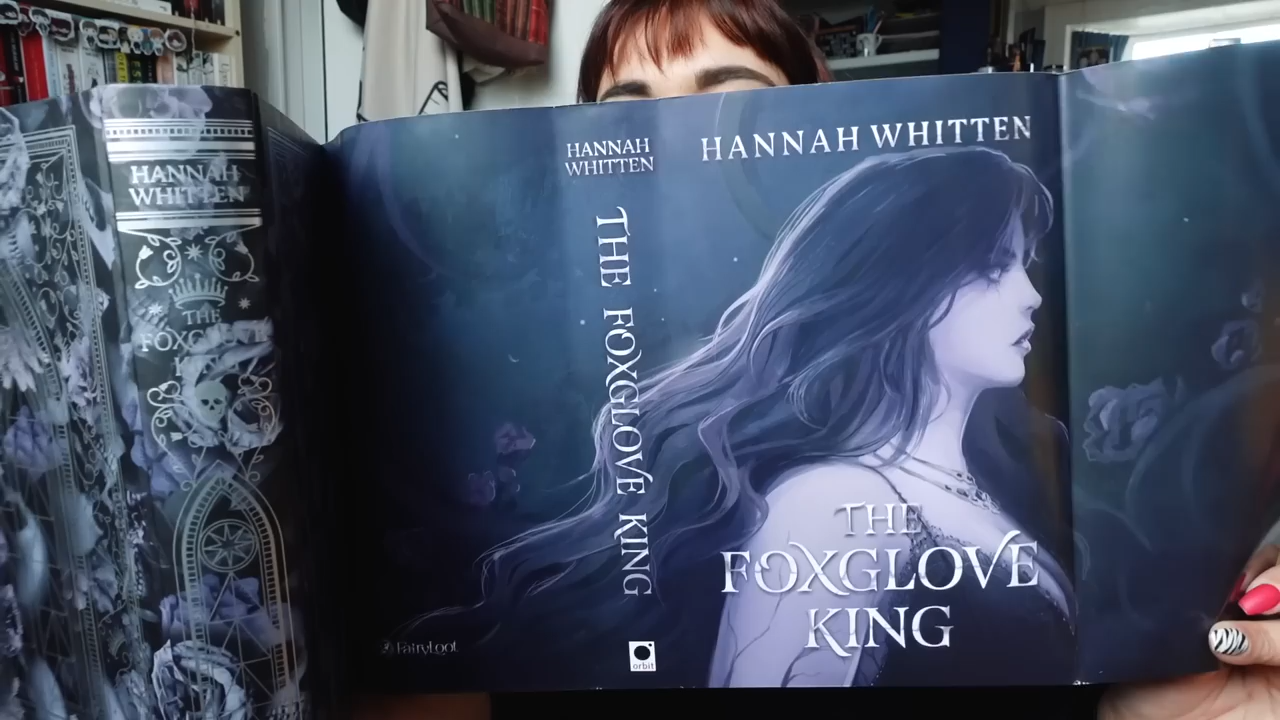 HANNAH
WHITTEN
THE
FOXGLOVE
HANNAH
WHITTEN
THE FOXGLOVE KING
orbit
FairyLoot
HANNAH WHITTEN
THE
FOXGLOVE
KING